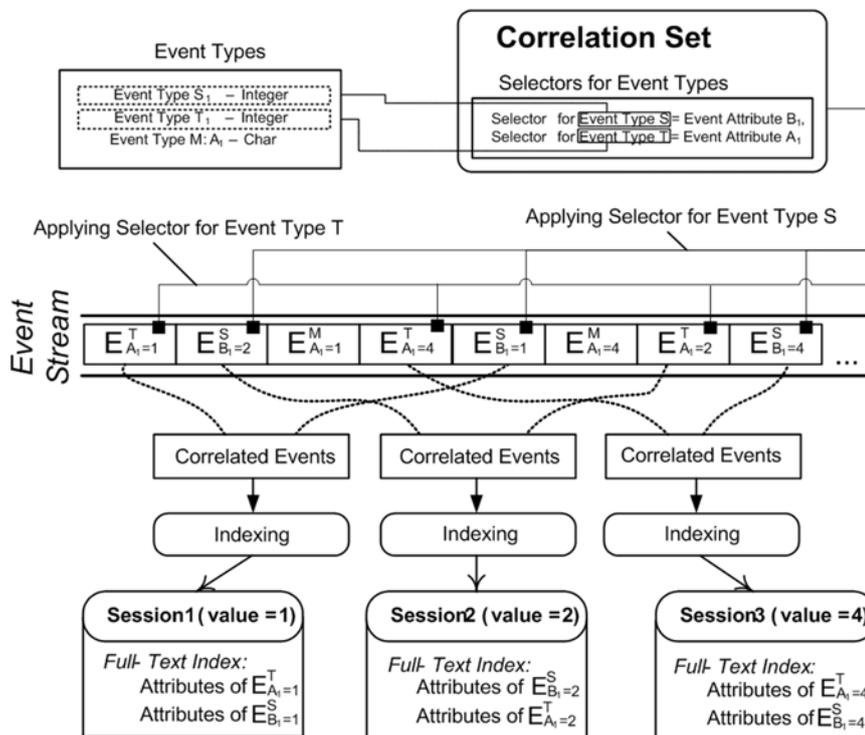 Event Types
Event Type S1 – Integer
Event Type T1 – Integer
Event Type M: A1 – Char
Correlation Set
Selectors for Event Types
Selector for Event Type S = Event Attribute B1,
Selector for Event Type T = Event Attribute A1
Applying Selector for Event Type T
Applying Selector for Event Type S
Event Stream
E T A1=1
E S B1=2
E M A1=1
E T A1=4
E S B1=1
E M A1=4
E T A1=2
E S B1=4
...
Correlated Events
Correlated Events
Correlated Events
Indexing
Indexing
Indexing
Session1 (value =1)
Full- Text Index:
Attributes of E T A1=1
Attributes of E S B1=1
Session2 (value =2)
Full- Text Index:
Attributes of E S B1=2
Attributes of E T A1=2
Session3 (value =4)
Full- Text Index:
Attributes of E T A1=4
Attributes of E S B1=4